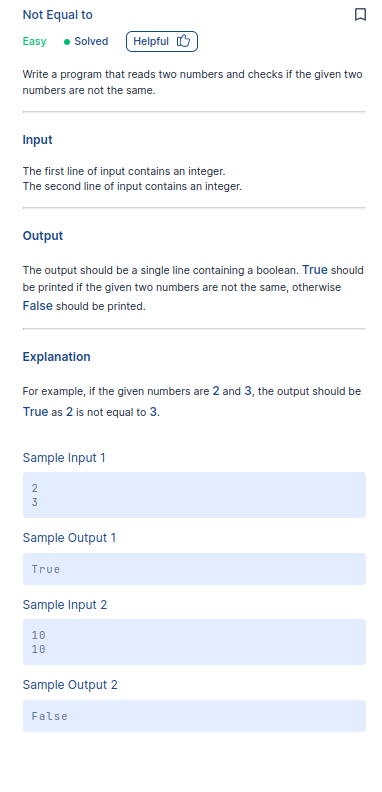 Not Equal to
Easy Solved Helpful
Write a program that reads two numbers and checks if the given two
numbers are not the same.
Input
The first line of input contains an integer.
The second line of input contains an integer.
Output
The output should be a single line containing a boolean. True should
be printed if the given two numbers are not the same, otherwise
False should be printed.
Explanation
For example, if the given numbers are 2 and 3, the output should be
True as 2 is not equal to 3.
Sample Input 1
2
3
Sample Output 1
True
Sample Input 2
10
10
Sample Output 2
False